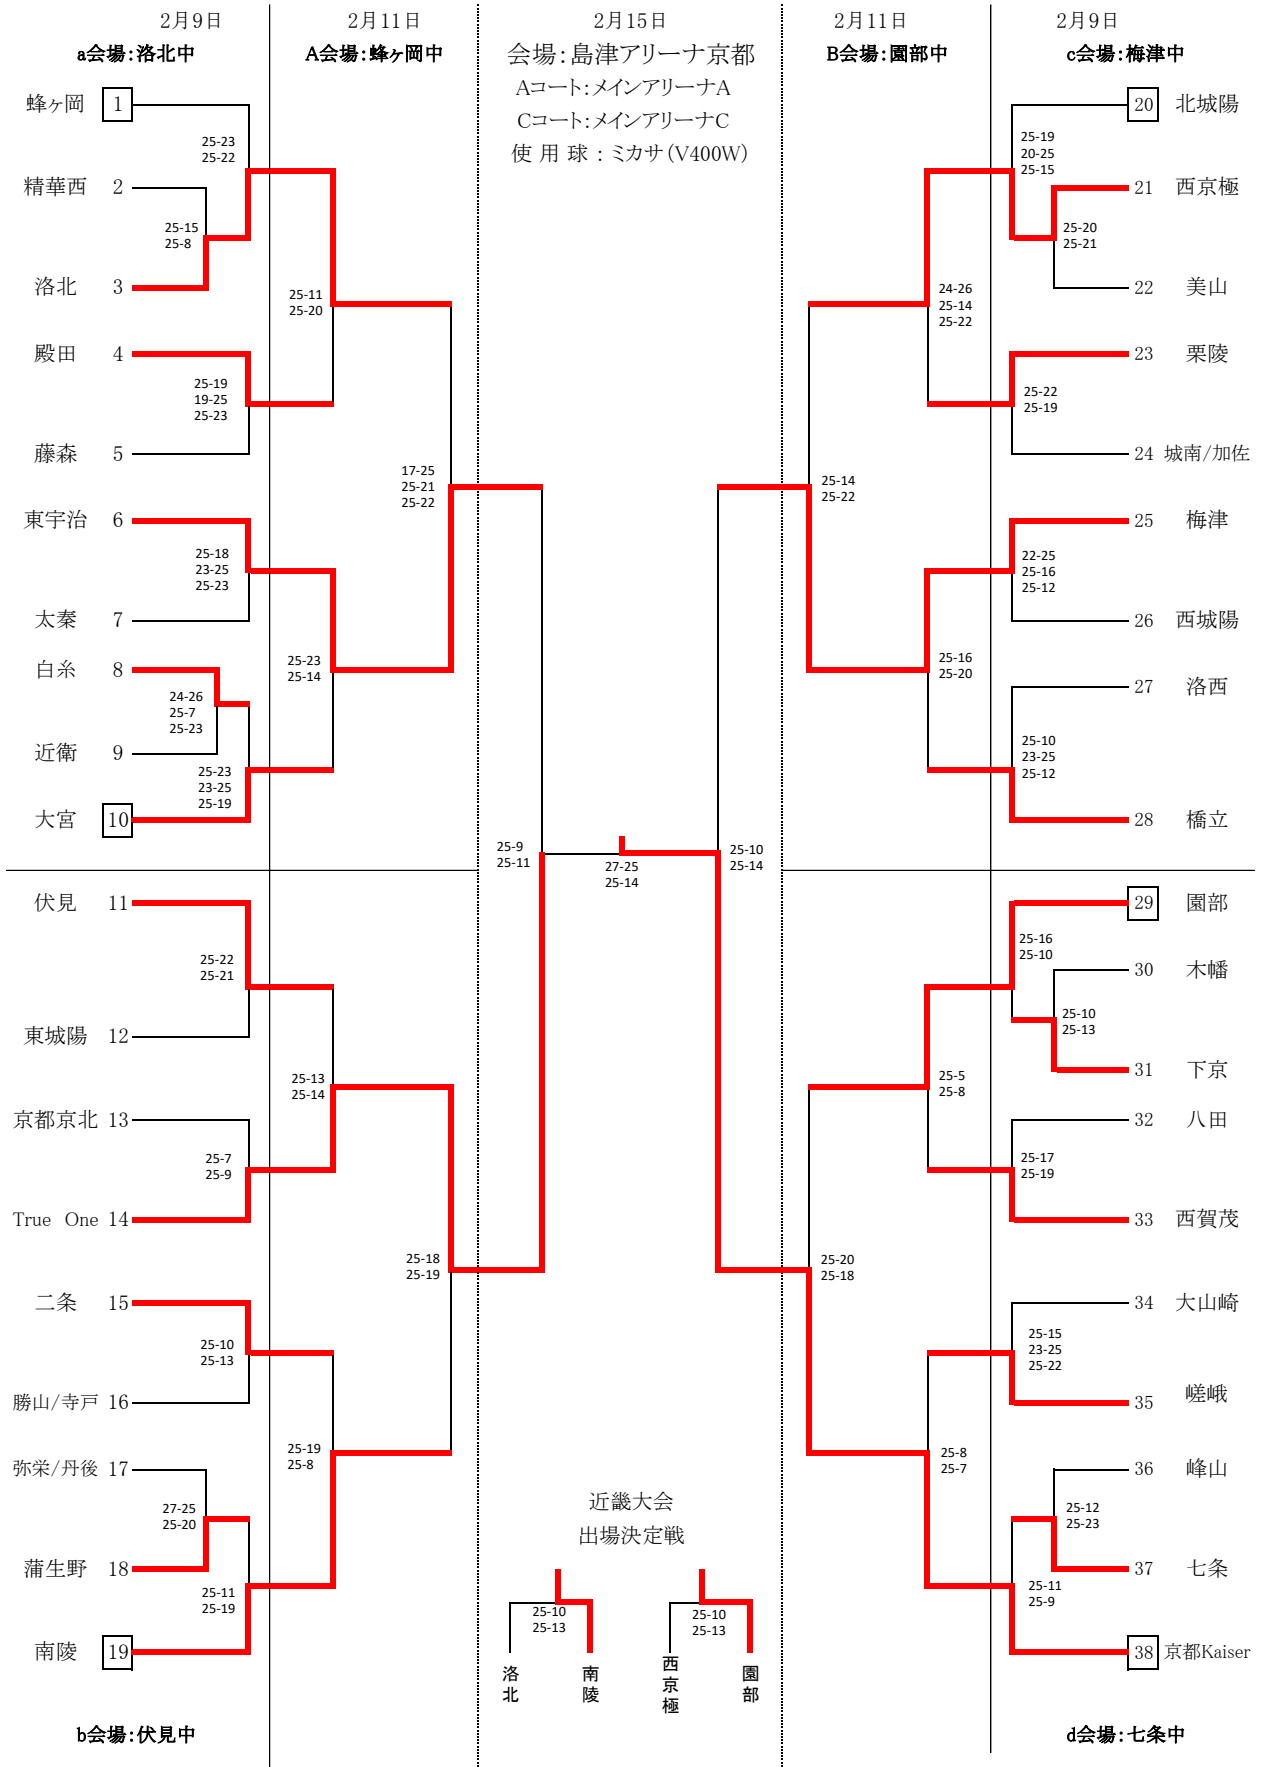 2月9日
2月11日
2月15日
2月11日
2月9日
a会場：洛北中
A会場：蜂ヶ岡中
会場：島津アリーナ京都
B会場：園部中
c会場：梅津中
Aコート：メインアリーナA
Cコート：メインアリーナC
使 用 球 ： ミカサ（V400W）
蜂ヶ岡 1
25-23
25-22
精華西 2
25-15
25-8
洛北 3
25-11
25-20
殿田 4
25-19
19-25
25-23
藤森 5
17-25
25-21
25-22
東宇治 6
25-18
23-25
25-23
太秦 7
25-23
25-14
白糸 8
24-26
25-7
25-23
近衛 9
25-23
23-25
25-19
大宮 10
25-9
25-11
27-25
25-14
25-10
25-14
伏見 11
25-22
25-21
東城陽 12
25-13
25-14
京都京北 13
25-7
25-9
True One 14
25-18
25-19
二条 15
25-10
25-13
勝山/寺戸 16
25-19
25-8
弥栄/丹後 17
27-25
25-20
蒲生野 18
25-11
25-19
南陵 19
b会場：伏見中
20 北城陽
25-19
20-25
25-15
21 西京極
25-20
25-21
22 美山
24-26
25-14
25-22
23 栗陵
25-22
25-19
24 城南/加佐
25-14
25-22
25 梅津
22-25
25-16
25-12
26 西城陽
25-16
25-20
27 洛西
25-10
23-25
25-12
28 橋立
29 園部
25-16
25-10
30 木幡
25-10
25-13
31 下京
25-5
25-8
32 八田
25-17
25-19
33 西賀茂
25-20
25-18
34 大山崎
25-15
23-25
25-22
35 嵯峨
25-8
25-7
36 峰山
25-12
25-23
37 七条
25-11
25-9
38 京都Kaiser
d会場：七条中
近畿大会
出場決定戦
25-10
25-13
25-10
25-13
洛北
南陵
西京極
園部